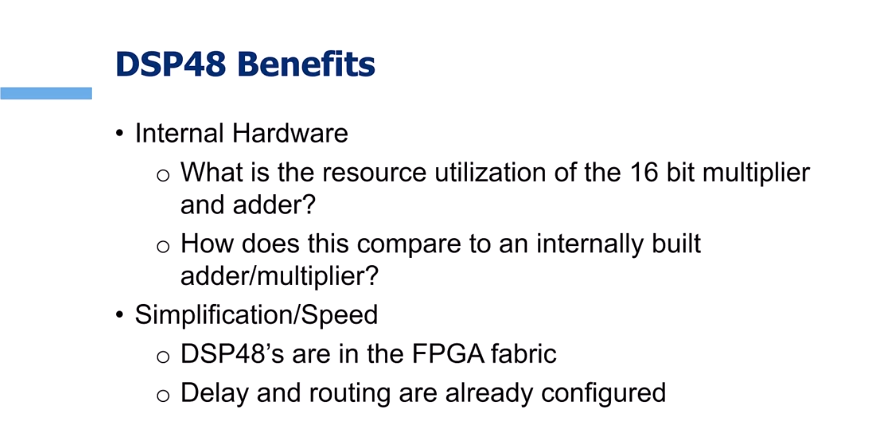 DSP48 Benefits
• Internal Hardware
o What is the resource utilization of the 16 bit multiplier
and adder?
o How does this compare to an internally built
adder/multiplier?
• Simplification/Speed
o DSP48’s are in the FPGA fabric
o Delay and routing are already configured